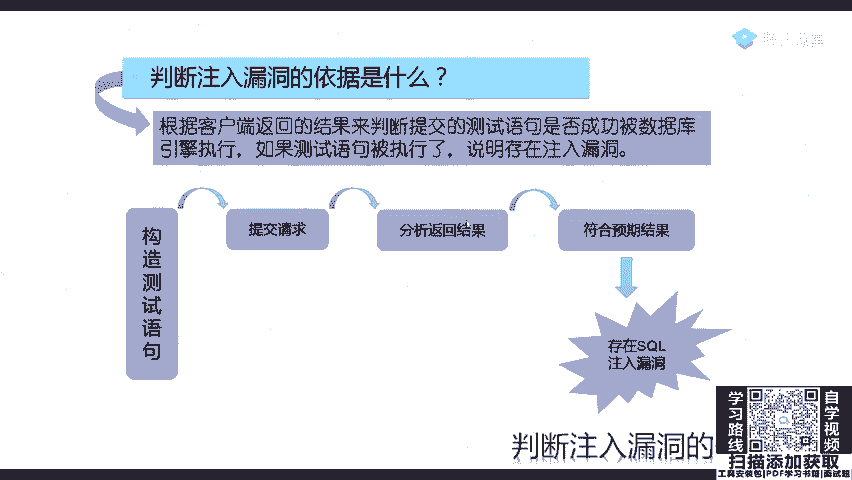 判断注入漏洞的依据是什么？
根据客户端返回的结果来判断提交的测试语句是否成功被数据库
引擎执行，如果测试语句被执行了，说明存在注入漏洞。
构造测试语句
提交请求
分析返回结果
符合预期结果
存在SQL
注入漏洞
判断注入漏洞的
学习路线
自学视频
扫描添加获取
工具安装包|PDF学习书籍|面试题